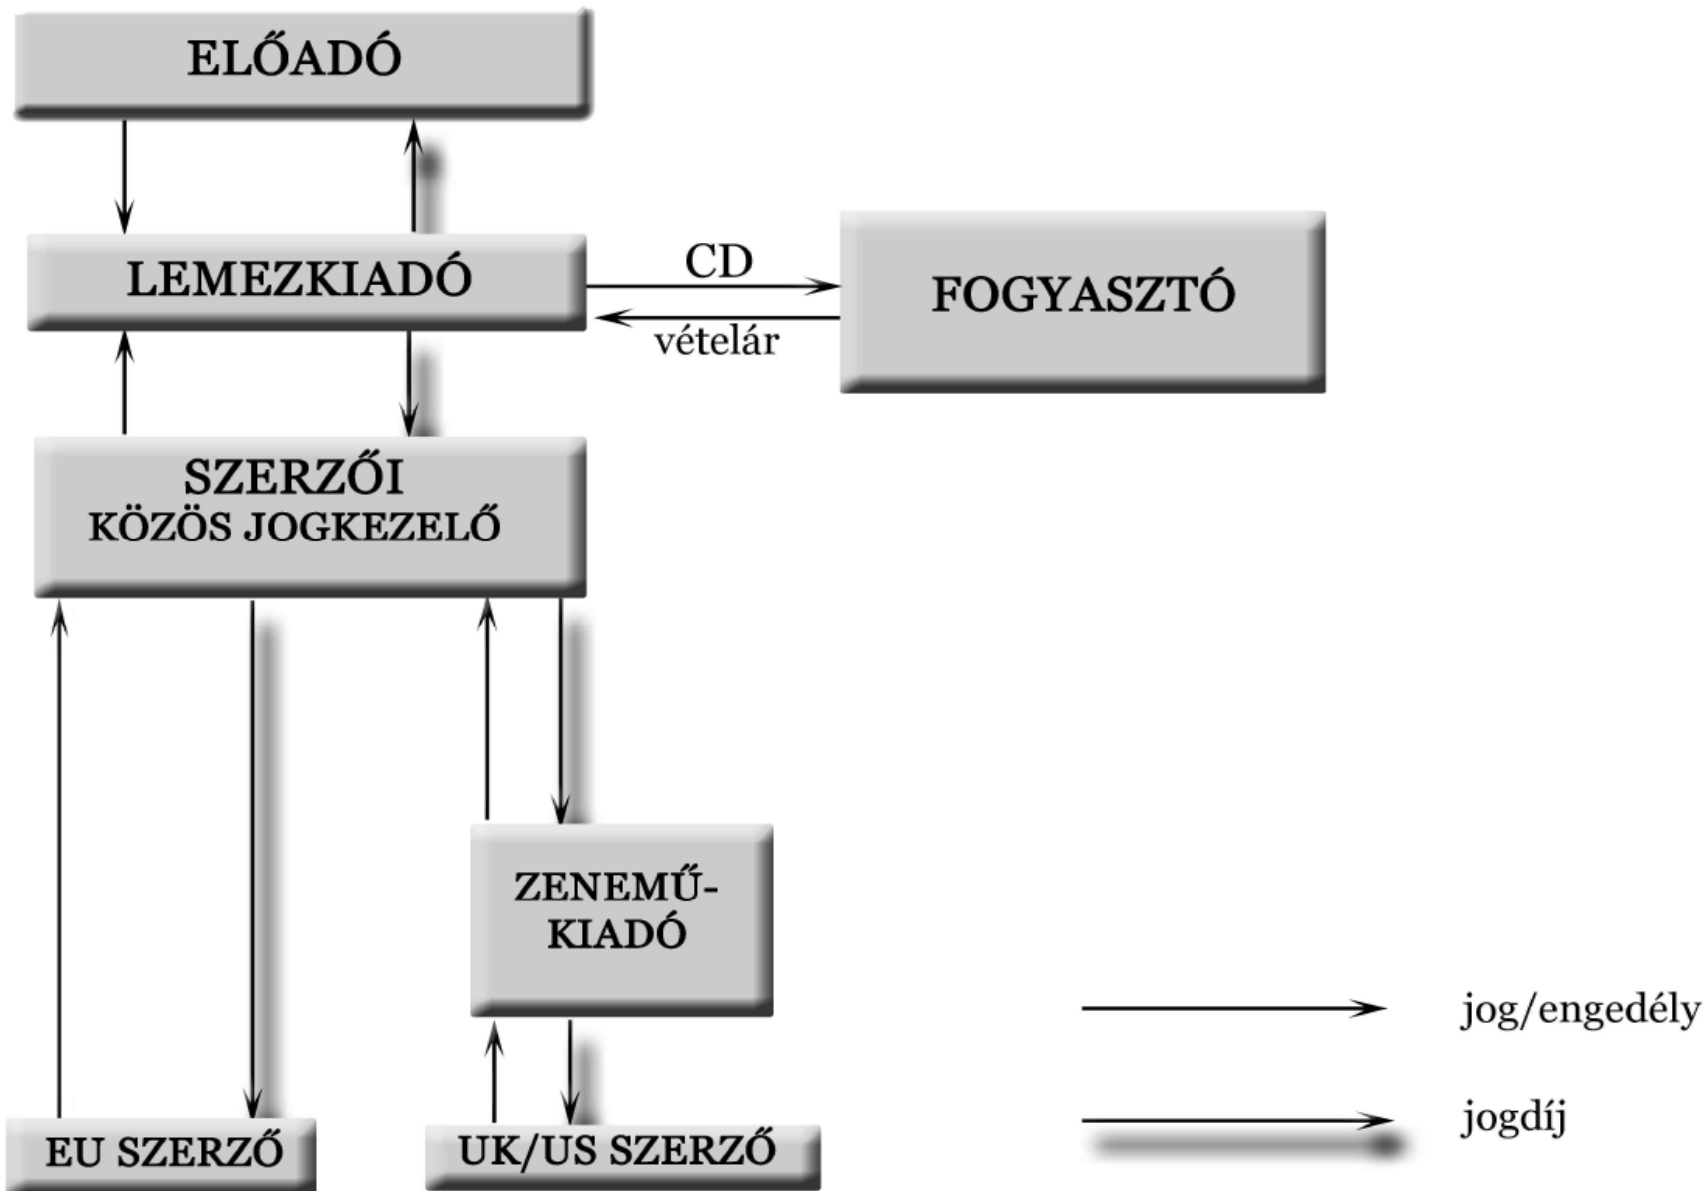 ELŐADÓ
LEMEZKIADÓ
CD
vételár
FOGYASZTÓ
SZERZŐI
KÖZÖS JOGKEZELŐ
ZENEMŰ-
KIADÓ
EU SZERZŐ
UK/US SZERZŐ
jog/engedély
jogdíj